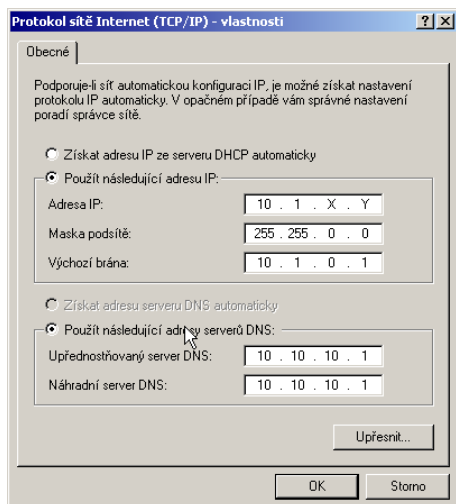 Protokol sítě Internet (TCP/IP) - vlastnosti
Obecné
Podporuje-li síť automatickou konfiguraci IP, je možné získat nastavení
protokolu IP automaticky. V opačném případě vám správné nastavení
poradí správce sítě.
Získat adresu IP ze serveru DHCP automaticky
Použít následující adresu IP:
Adresa IP: 10 . 1 . X . Y
Maska podsítě: 255 . 255 . 0 . 0
Výchozí brána: 10 . 1 . 0 . 1
Získat adresu serveru DNS automaticky
Použít následující adresy serverů DNS:
Upřednostňovaný server DNS: 10 . 10 . 10 . 1
Náhradní server DNS: 10 . 10 . 10 . 1
Upřesnit...
OK Storno